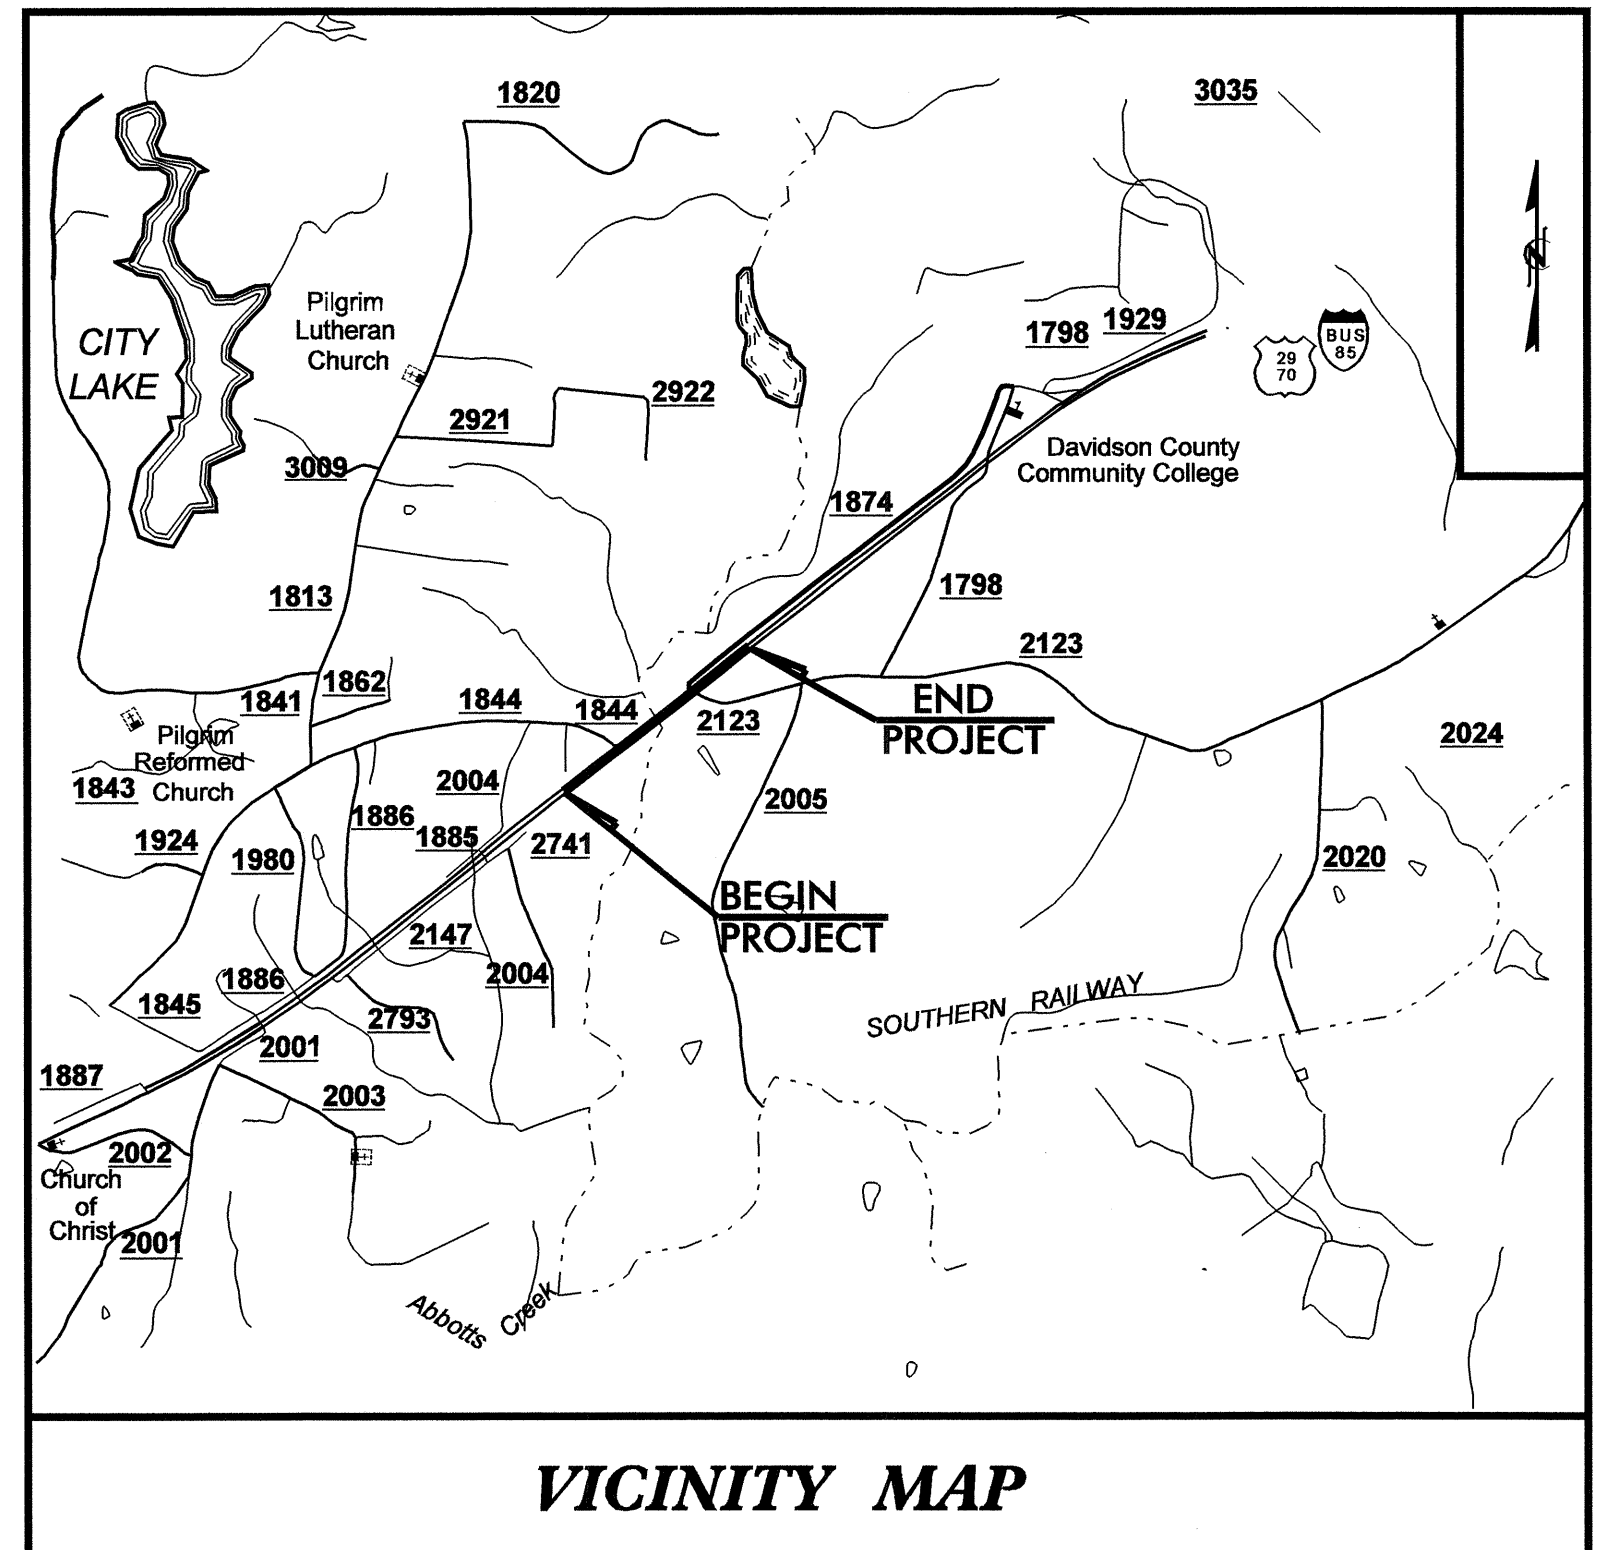 1820
3035
Pilgrim
Lutheran
Church
CITY
LAKE
N
1929
1798
BUS
85
29
70
2922
2921
3009
Davidson County
Community College
1874
1813
1798
2123
1862
1841
1844
1844
2123
END
PROJECT
2024
Pilgrim
Reformed
Church
1843
2004
2005
1886
1885
2741
1924
1980
2020
BEGIN
PROJECT
2147
2004
1886
1845
2793
SOUTHERN RAILWAY
2001
1887
2003
2002
Church
of
Christ
2001
Abbotts Creek
VICINITY MAP